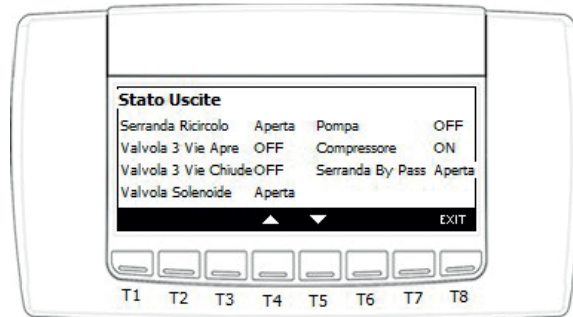 Stato Uscite
Serranda Ricircolo Aperta Pompa OFF
Valvola 3 Vie Apre OFF Compressore ON
Valvola 3 Vie Chiude OFF Serranda By Pass Aperta
Valvola Solenoide Aperta
EXIT
T1 T2 T3 T4 T5 T6 T7 T8